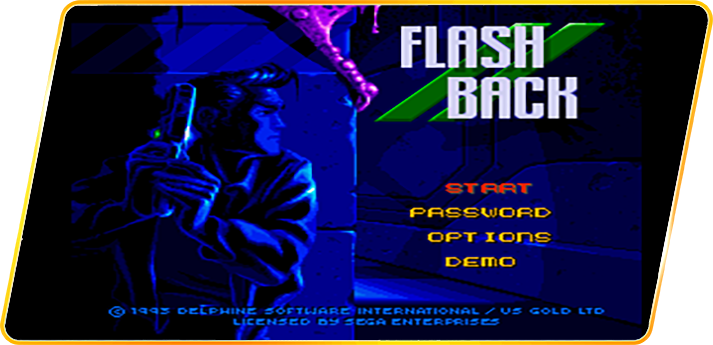 FLASH
BACK
START
PASSWORD
OPTIONS
DEMO
© 1993 DELPHINE SOFTWARE INTERNATIONAL / US GOLD LTD
LICENSED BY SEGA ENTERPRISES